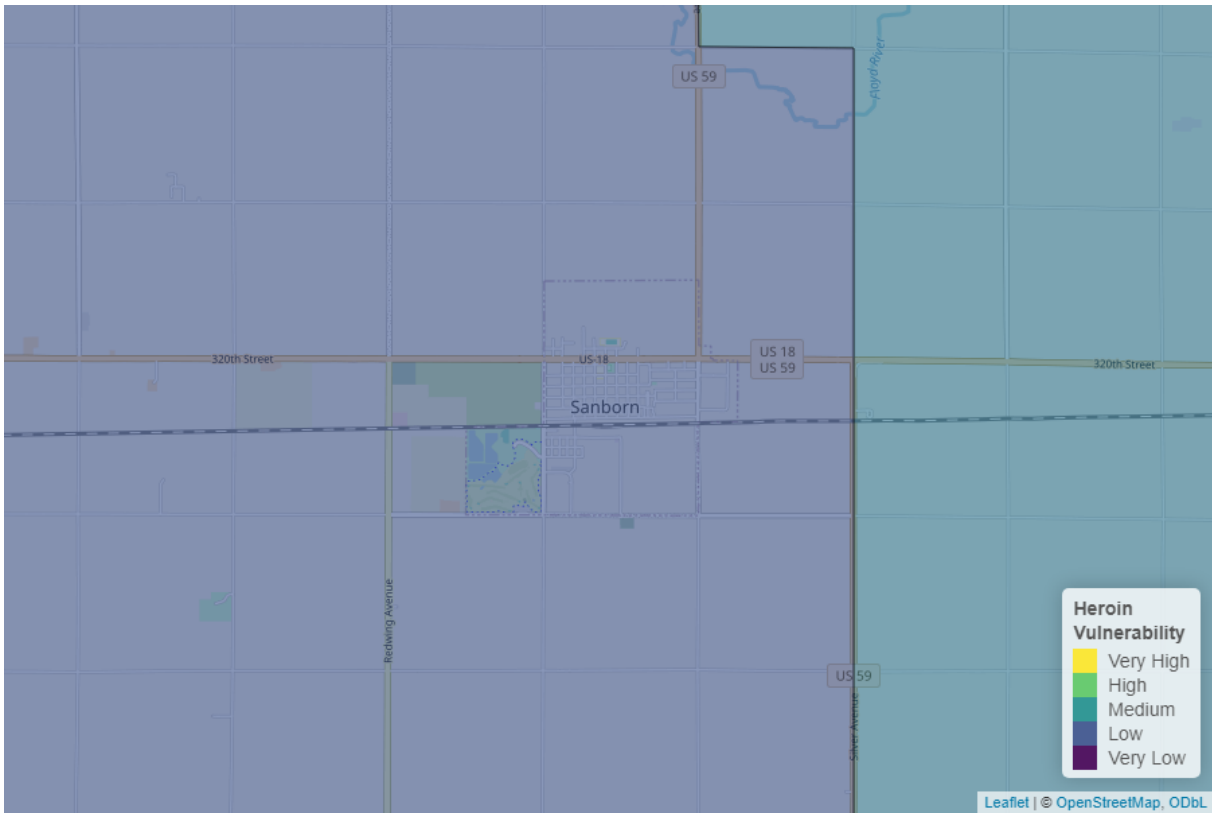 US 59
Floyd River
320th Street
US-18
US 18
US 59
320th Street
Sanborn
Redwing Avenue
US 59
Silver Avenue
Heroin
Vulnerability
Very High
High
Medium
Low
Very Low
Leaflet | © OpenStreetMap, ODbL